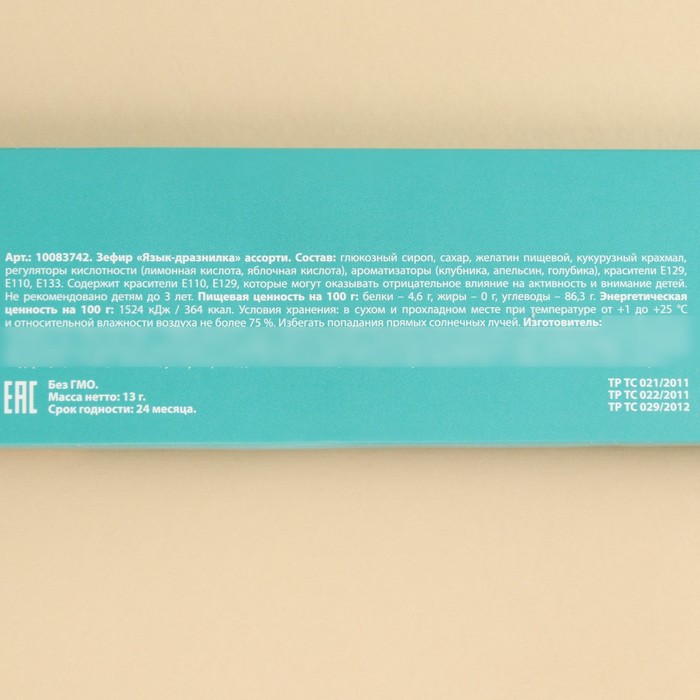 Арт.: 10083742. Зефир «Язык-дразнилка» ассорти. Состав: глюкозный сироп, сахар, желатин пищевой, кукурузный крахмал,
регуляторы кислотности (лимонная кислота, яблочная кислота), ароматизаторы (клубника, апельсин, голубика), красители Е129,
Е110, Е133. Содержит красители Е110, Е129, которые могут оказывать отрицательное влияние на активность и внимание детей.
Не рекомендовано детям до 3 лет. Пищевая ценность на 100 г: белки – 4,6 г, жиры – 0 г, углеводы – 86,3 г. Энергетическая
ценность на 100 г: 1524 кДж / 364 ккал. Условия хранения: в сухом и прохладном месте при температуре от +1 до +25 °C
и относительной влажности воздуха не более 75 %. Избегать попадания прямых солнечных лучей. Изготовитель:
EAC
Без ГМО.
Масса нетто: 13 г.
Срок годности: 24 месяца.
ТР ТС 021/2011
ТР ТС 022/2011
ТР ТС 029/2012